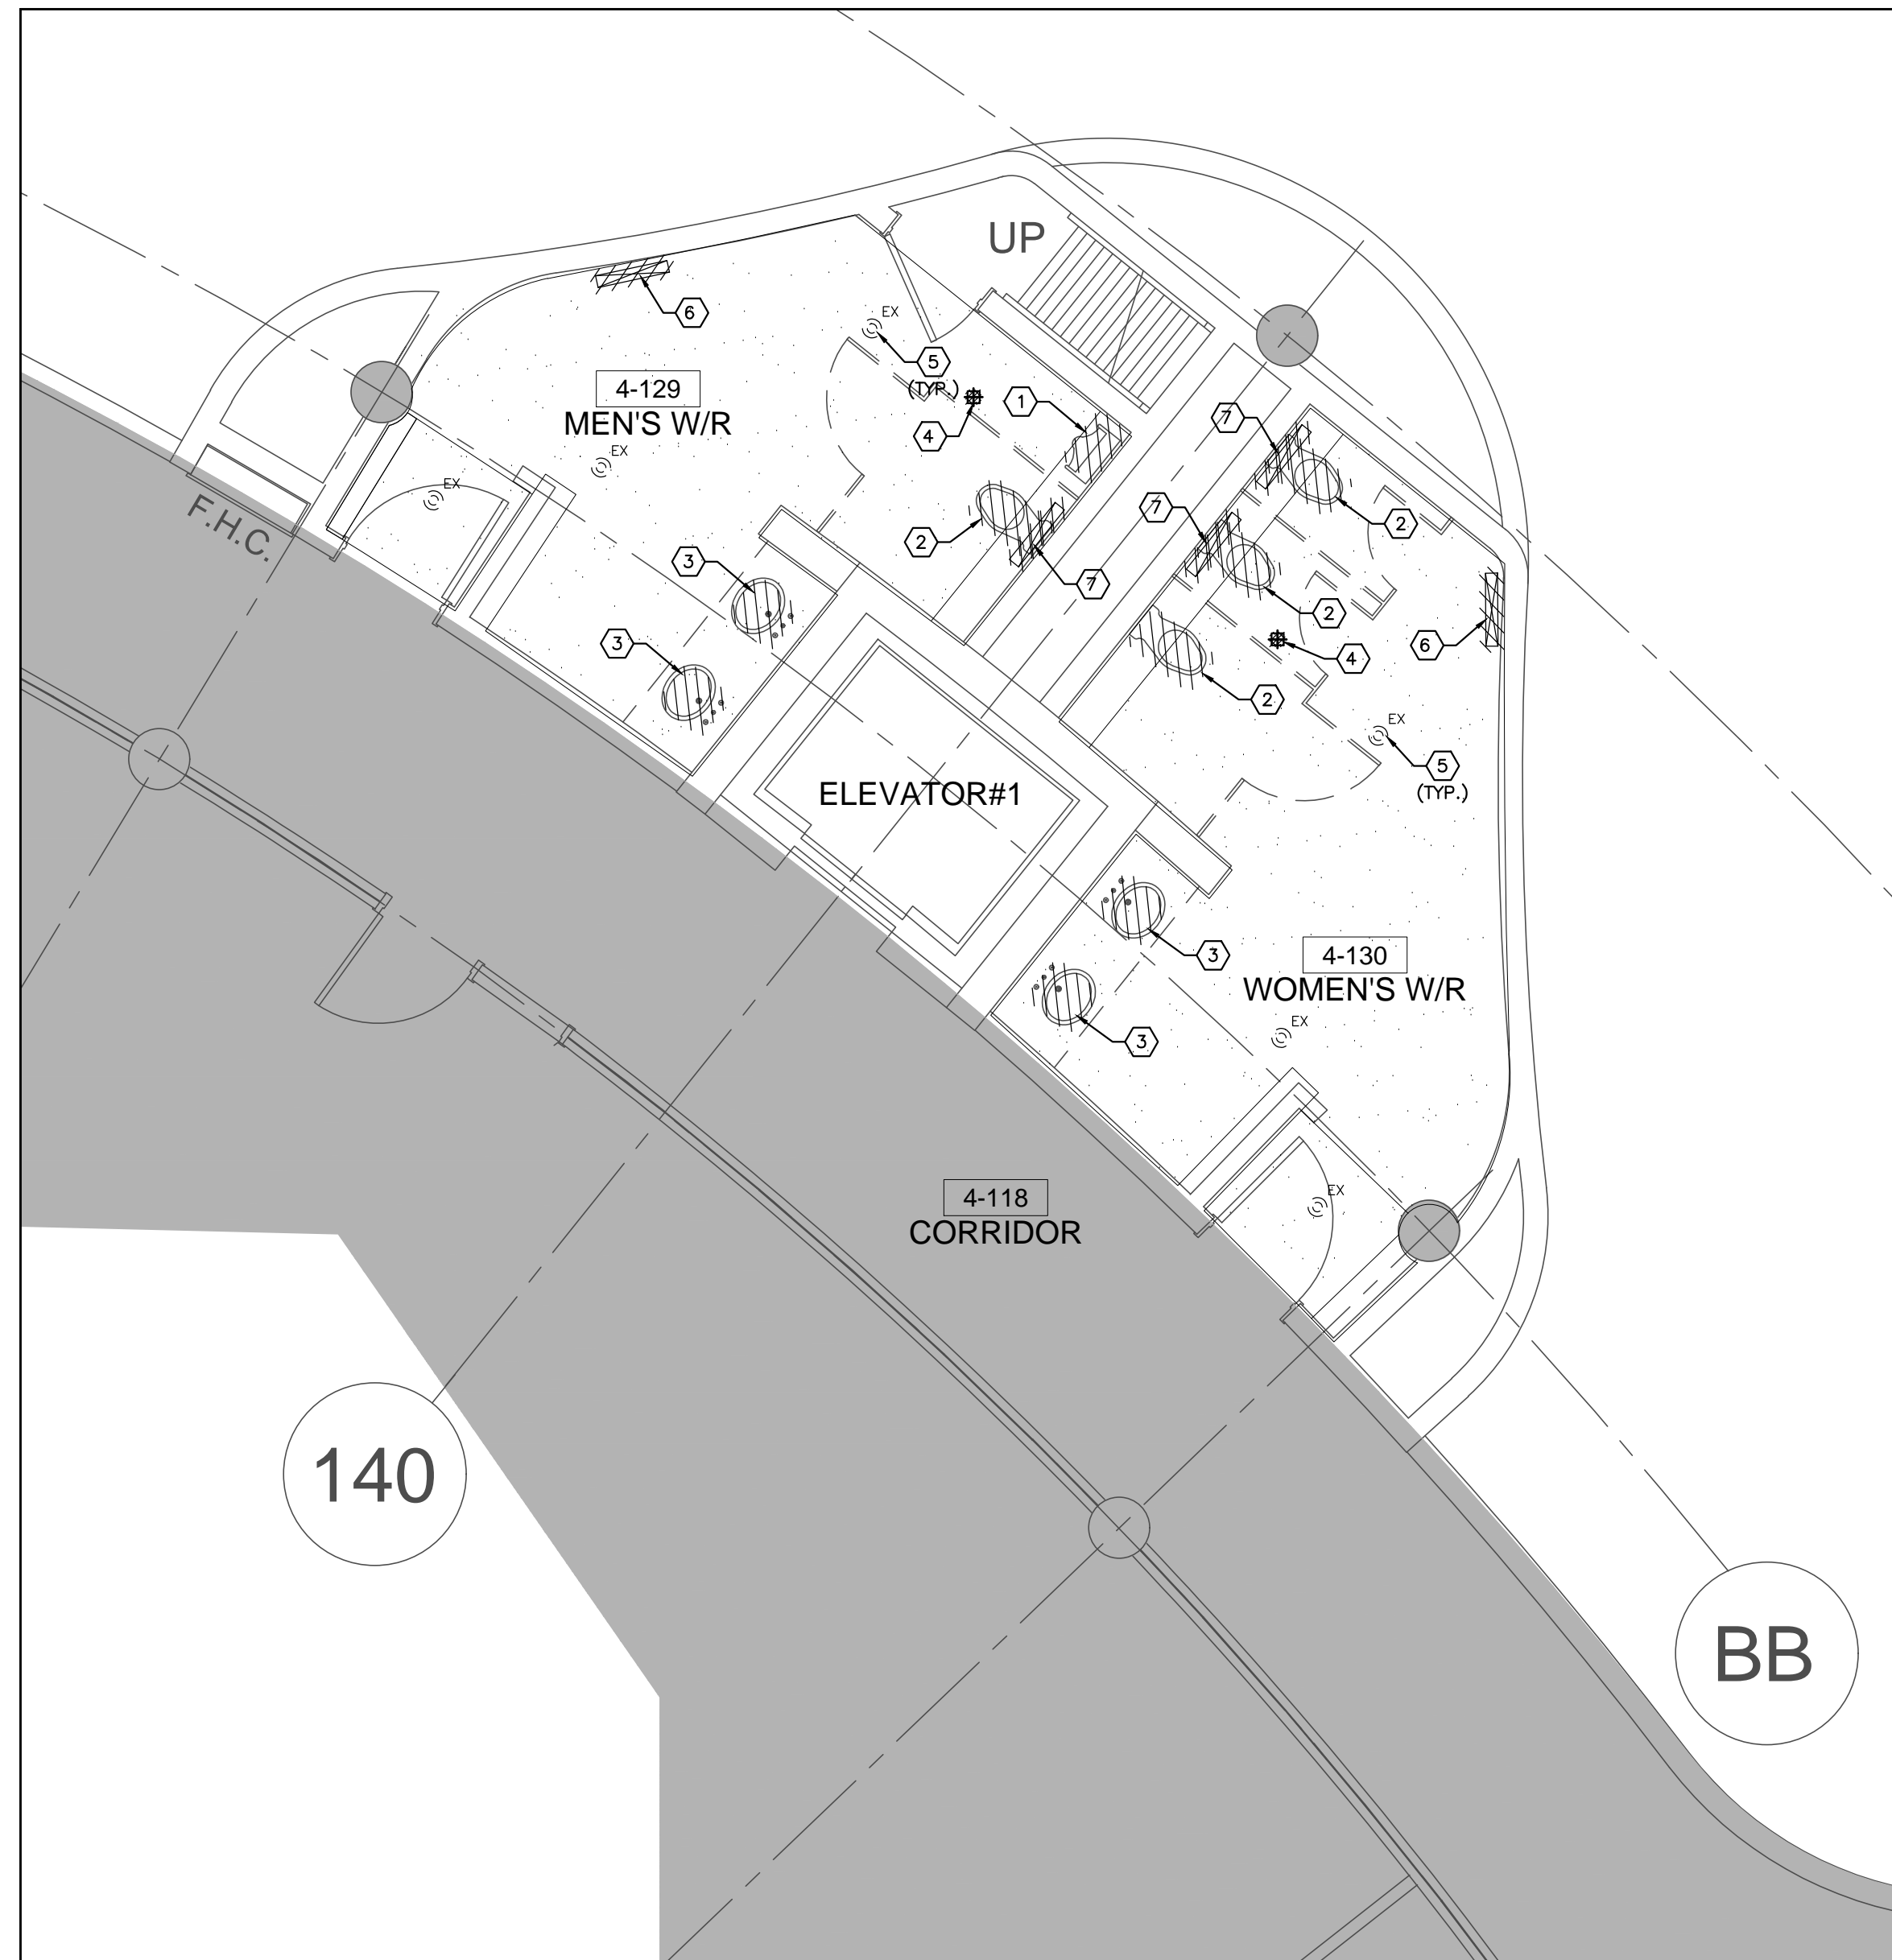 UP
6
EX
5
(TYP.)
4-129
MEN'S W/R
1
7
4
EX
EX
F.H.C.
7
2
2
3
7
2
3
6
4
2
EX
5
(TYP.)
ELEVATOR#1
3
4-130
WOMEN'S W/R
EX
3
EX
4-118
CORRIDOR
140
BB